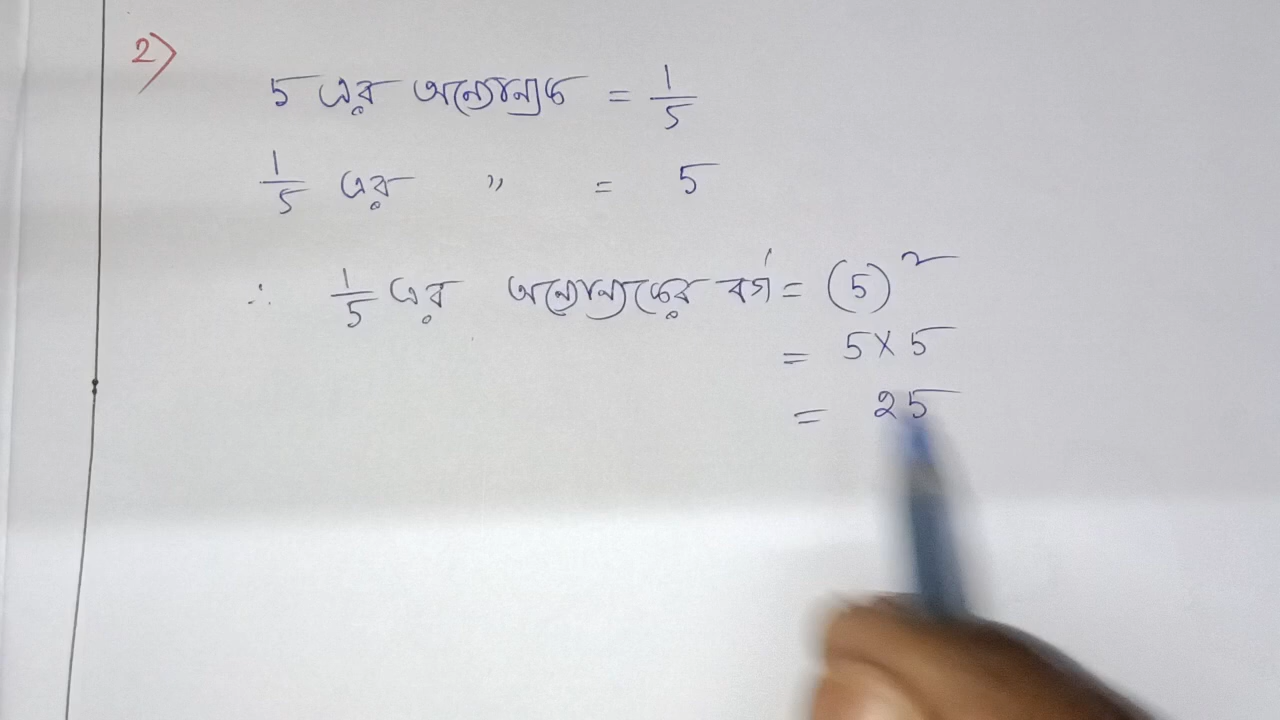 2)
5 এর অন্যোন্যক = 1/5
1/5 এর " = 5
∴ 1/5 এর অন্যোন্যকের বর্গ = (5)²
= 5×5
= 25